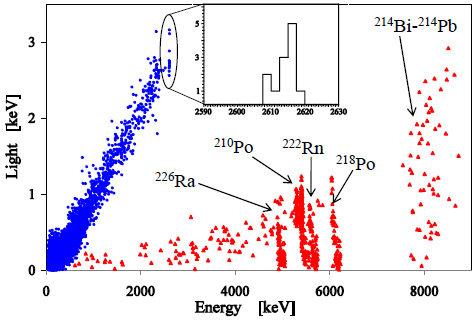 ²¹⁴Bi-²¹⁴Pb
5
3
1
2590 2600 2610 2620 2630
²¹⁰Po
²²²Rn
²¹⁸Po
²²⁶Ra
Light [keV]
3
2
1
0
0 2000 4000 6000 8000
Energy [keV]